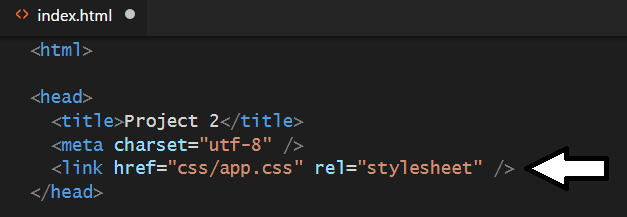 <> index.html
<html>
<head>
<title>Project 2</title>
<meta charset="utf-8" />
<link href="css/app.css" rel="stylesheet" />
</head>